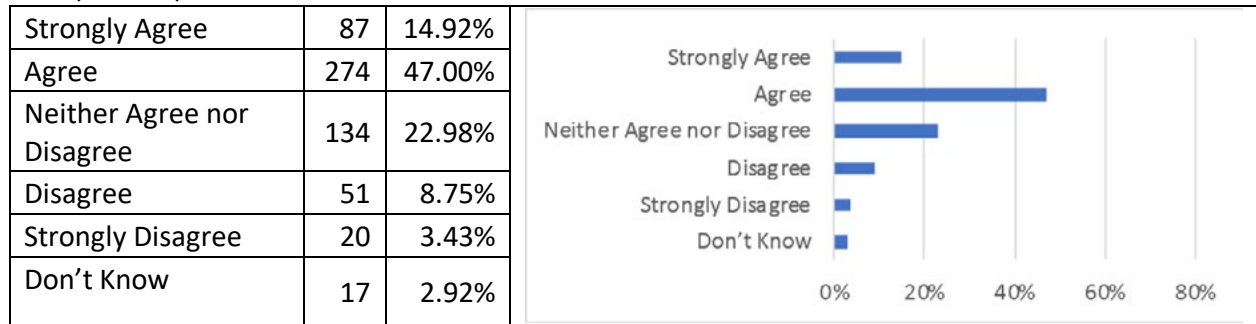 Strongly Agree 87 14.92%
Agree 274 47.00%
Neither Agree nor
Disagree 134 22.98%
Disagree 51 8.75%
Strongly Disagree 20 3.43%
Don't Know 17 2.92%
Strongly Agree
Agree
Neither Agree nor Disagree
Disagree
Strongly Disagree
Don't Know
0% 20% 40% 60% 80%